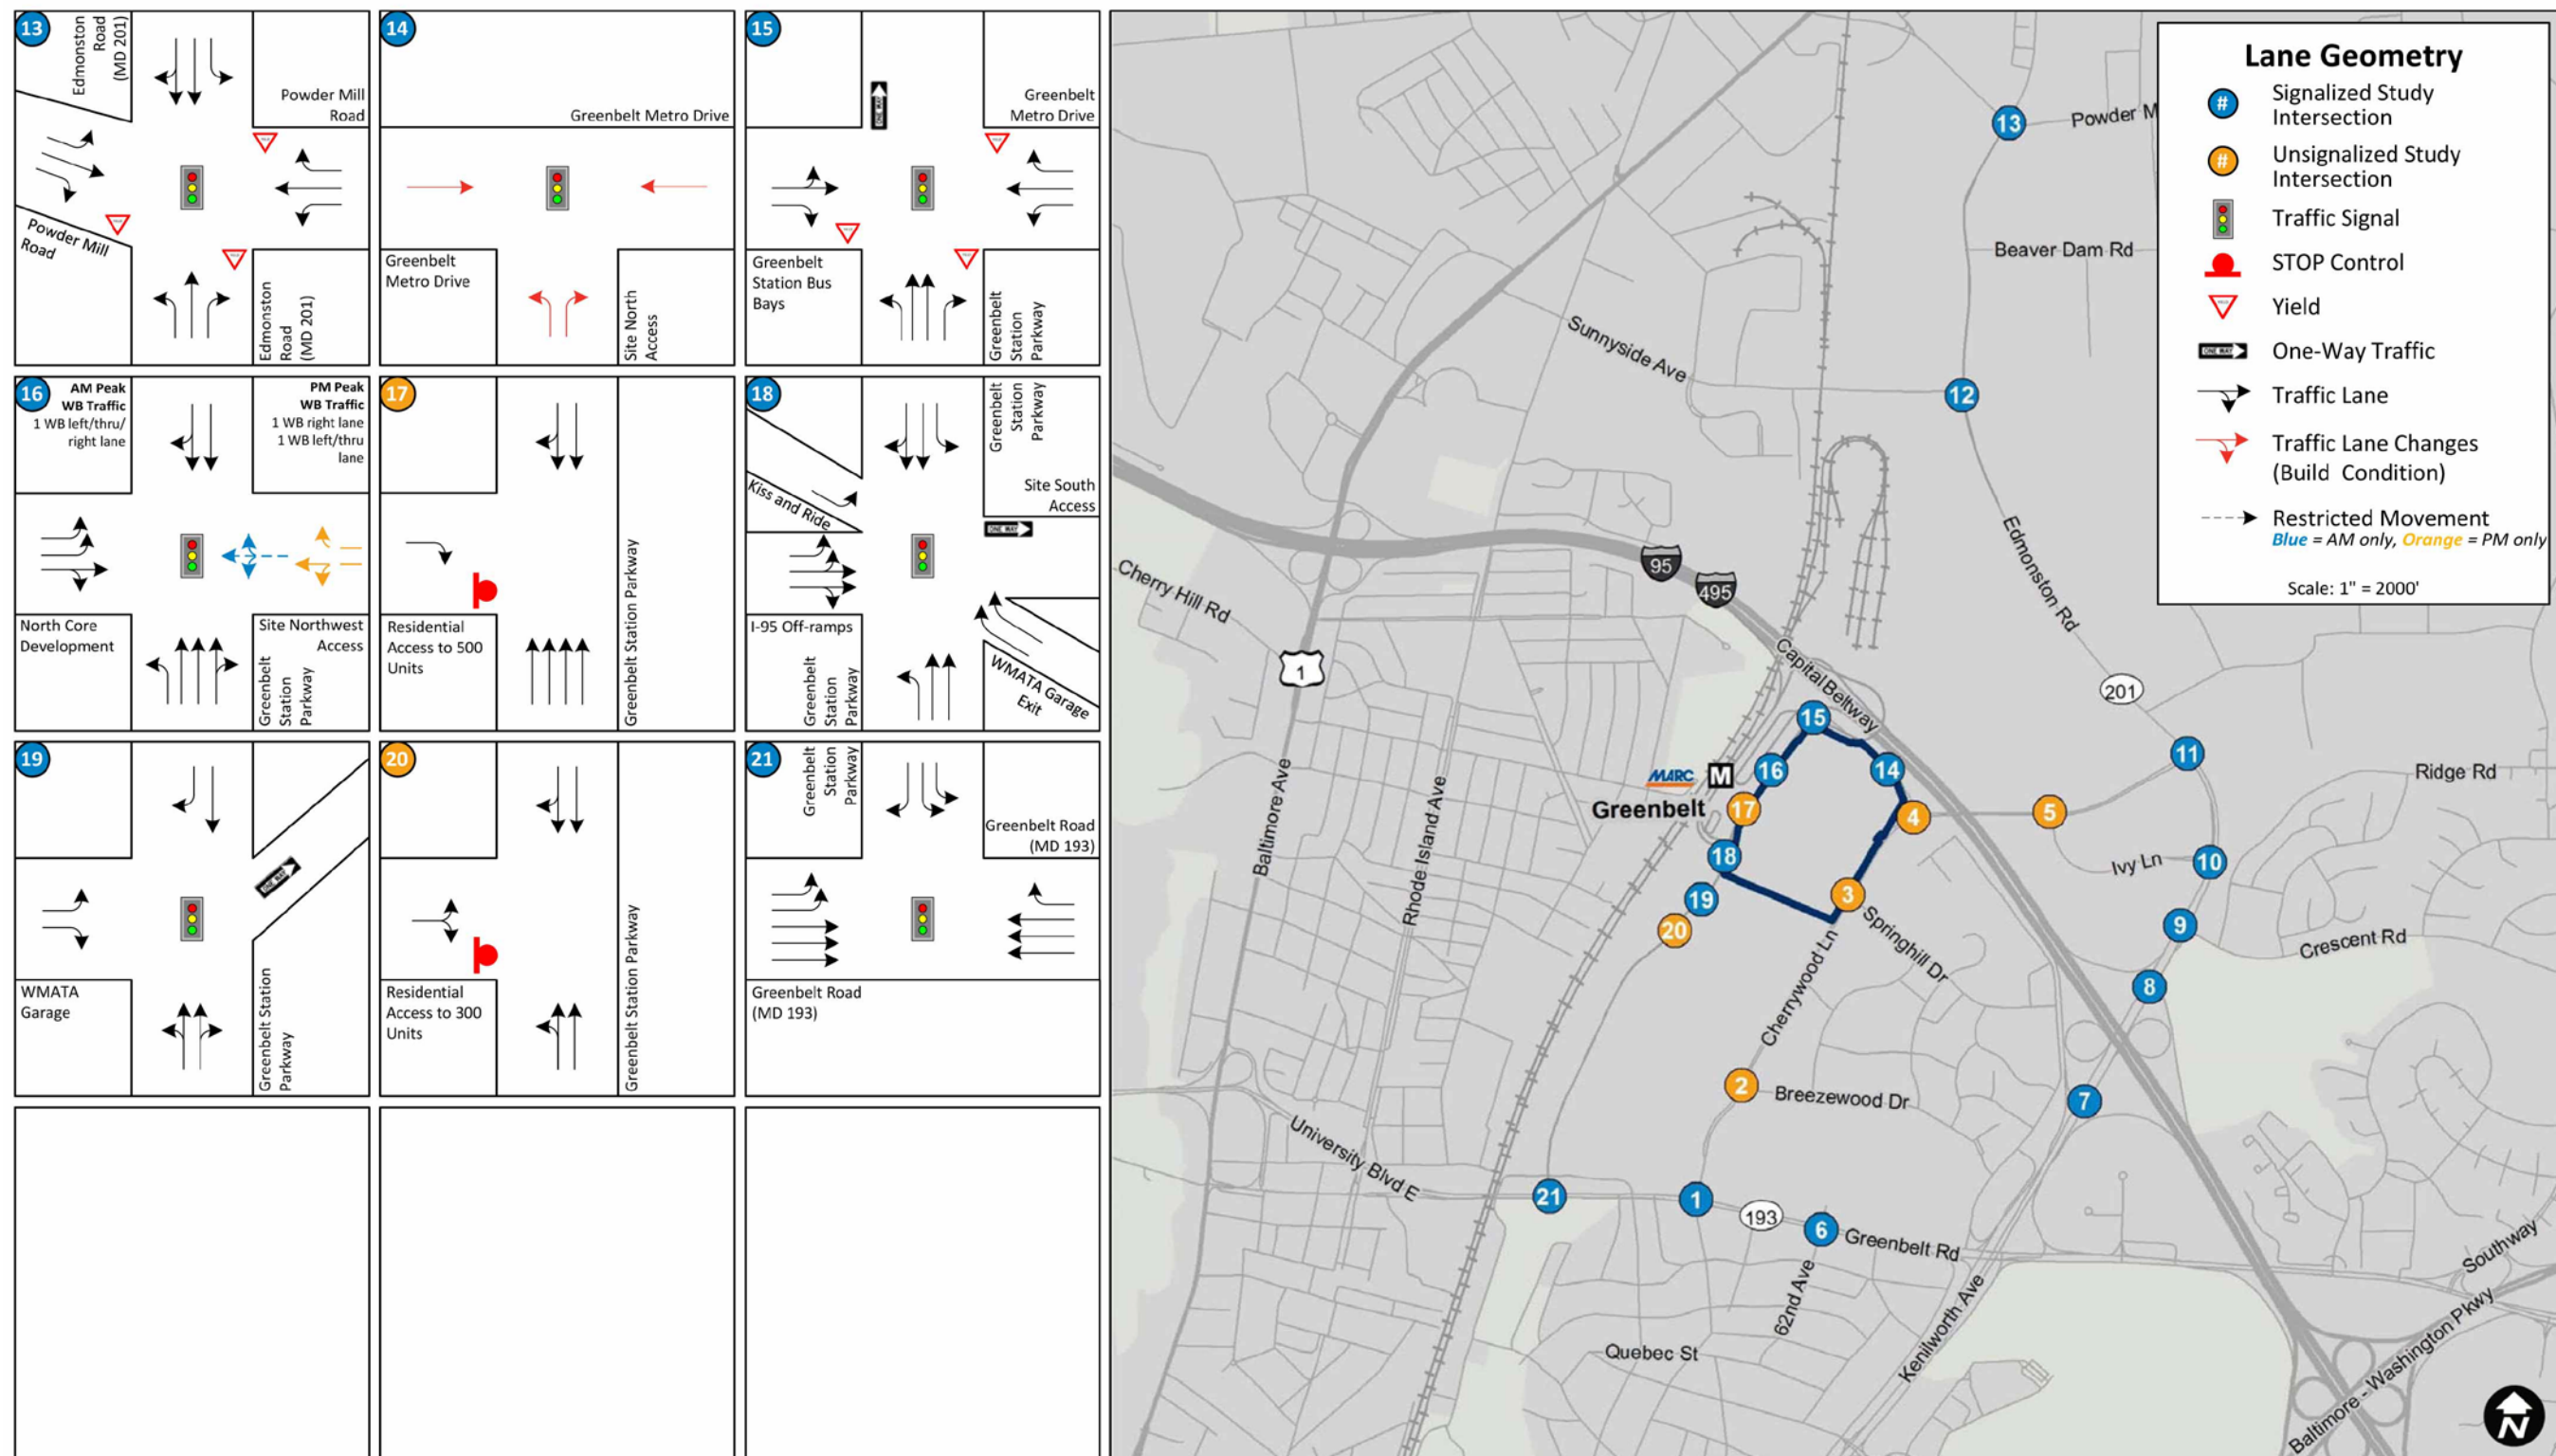 13
Edmonston
Road
(MD 201)
Powder Mill
Road
Powder Mill
Road
Edmonston
Road
(MD 201)
14
Greenbelt Metro Drive
Greenbelt
Metro Drive
Site North
Access
15
ONE WAY
Greenbelt
Metro Drive
Greenbelt
Station Bus
Bays
Greenbelt
Station
Parkway
16
AM Peak
WB Traffic
1 WB left/thru/
right lane
PM Peak
WB Traffic
1 WB right lane
1 WB left/thru
lane
North Core
Development
Site Northwest
Access
Greenbelt
Station
Parkway
17
Residential
Access to 500
Units
Greenbelt Station Parkway
18
Greenbelt
Station
Parkway
Kiss and Ride
Site South
Access
ONE WAY
I-95 Off-ramps
Greenbelt
Station
Parkway
WMATA Garage
Exit
19
ONE WAY
WMATA
Garage
Greenbelt Station
Parkway
20
Residential
Access to 300
Units
Greenbelt Station Parkway
21
Greenbelt
Station
Parkway
Greenbelt Road
(MD 193)
Greenbelt Road
(MD 193)
Lane Geometry
# Signalized Study
Intersection
# Unsignalized Study
Intersection
Traffic Signal
STOP Control
Yield
ONE WAY One-Way Traffic
Traffic Lane
Traffic Lane Changes
(Build Condition)
Restricted Movement
Blue = AM only, Orange = PM only
Scale: 1" = 2000'
13
Powder M
Beaver Dam Rd
Sunnyside Ave
12
Edmonston Rd
95
495
Cherry Hill Rd
1
Capital Beltway
201
15
11
16
14
MARC M
Greenbelt
Ridge Rd
17
4
5
18
Ivy Ln
10
Baltimore Ave
Rhode Island Ave
19
3
Springhill Dr
9
20
Crescent Rd
Cherrywood Ln
8
2
Breezewood Dr
7
University Blvd E
21
1
193
6
Greenbelt Rd
Southway
62nd Ave
Kenilworth Ave
Quebec St
Baltimore - Washington Pkwy
N